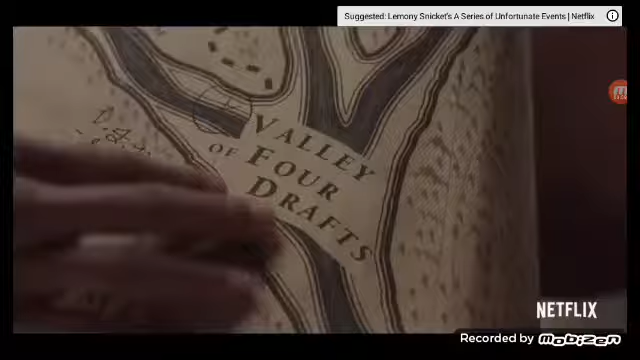 Suggested: Lemony Snicket's A Series of Unfortunate Events | Netflix
VALLEY
OF FOUR
DRAFTS
NETFLIX
Recorded by mobizen